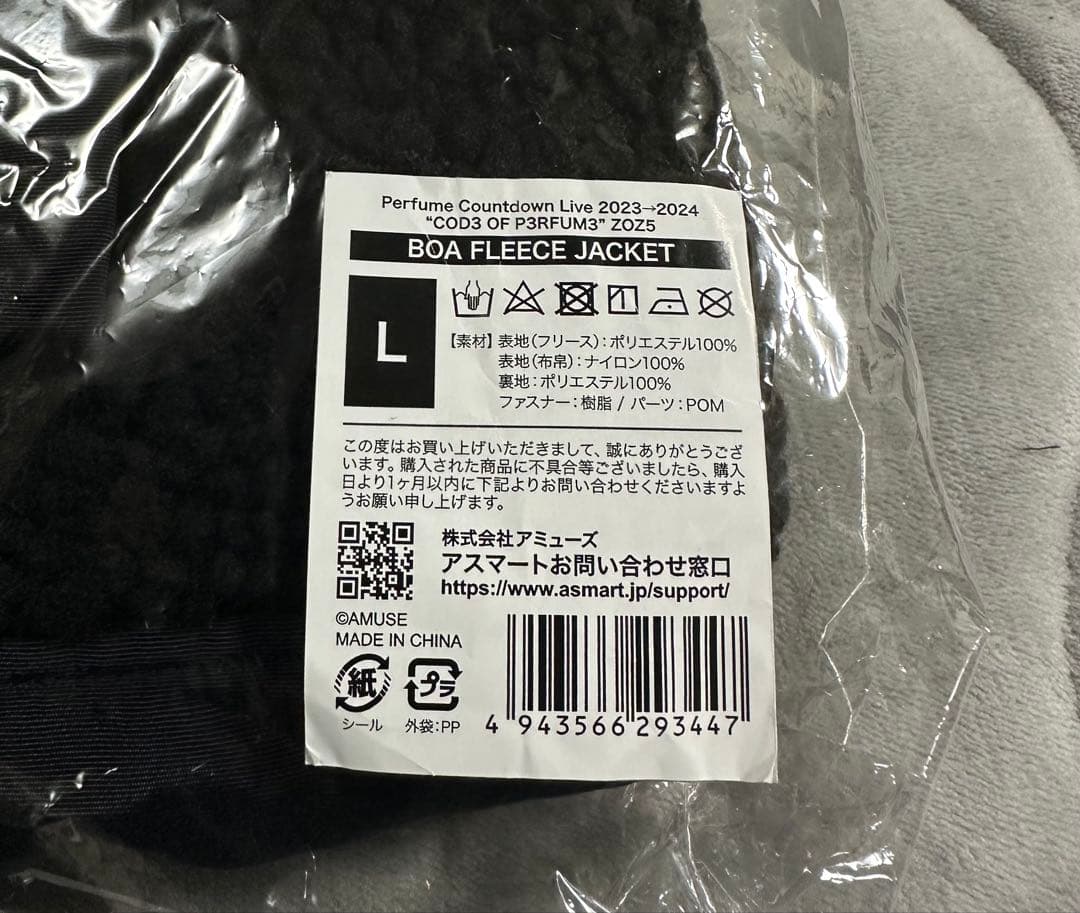 Perfume Countdown Live 2023→2024
“COD3 OF P3RFUM3” ZOZ5
BOA FLEECE JACKET
L
【素材】表地(フリース):ポリエステル100%
表地(布帛):ナイロン100%
裏地:ポリエステル100%
ファスナー:樹脂 / パーツ:POM
この度はお買い上げいただきまして、誠にありがとうござ
います。購入された商品に不具合等ございましたら、購入
日より1ヶ月以内に下記よりお問い合わせくださいますよ
うお願い申し上げます。
株式会社アミューズ
アスマートお問い合わせ窓口
https://www.asmart.jp/support/
©AMUSE
MADE IN CHINA
紙
シール
プラ
外袋:PP
4 943566 293447